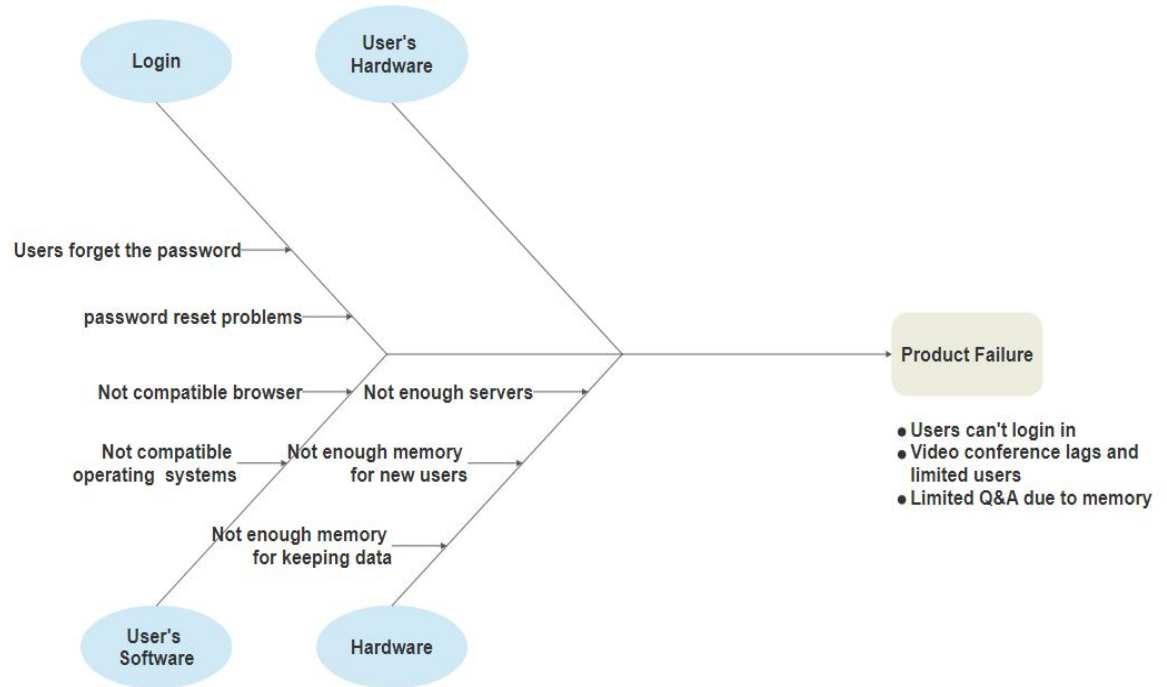 Login
User's
Hardware
Users forget the password
password reset problems
Not compatible browser
Not compatible
operating systems
Not enough servers
Not enough memory
for new users
Not enough memory
for keeping data
User's
Software
Hardware
Product Failure
● Users can't login in
● Video conference lags and
limited users
● Limited Q&A due to memory